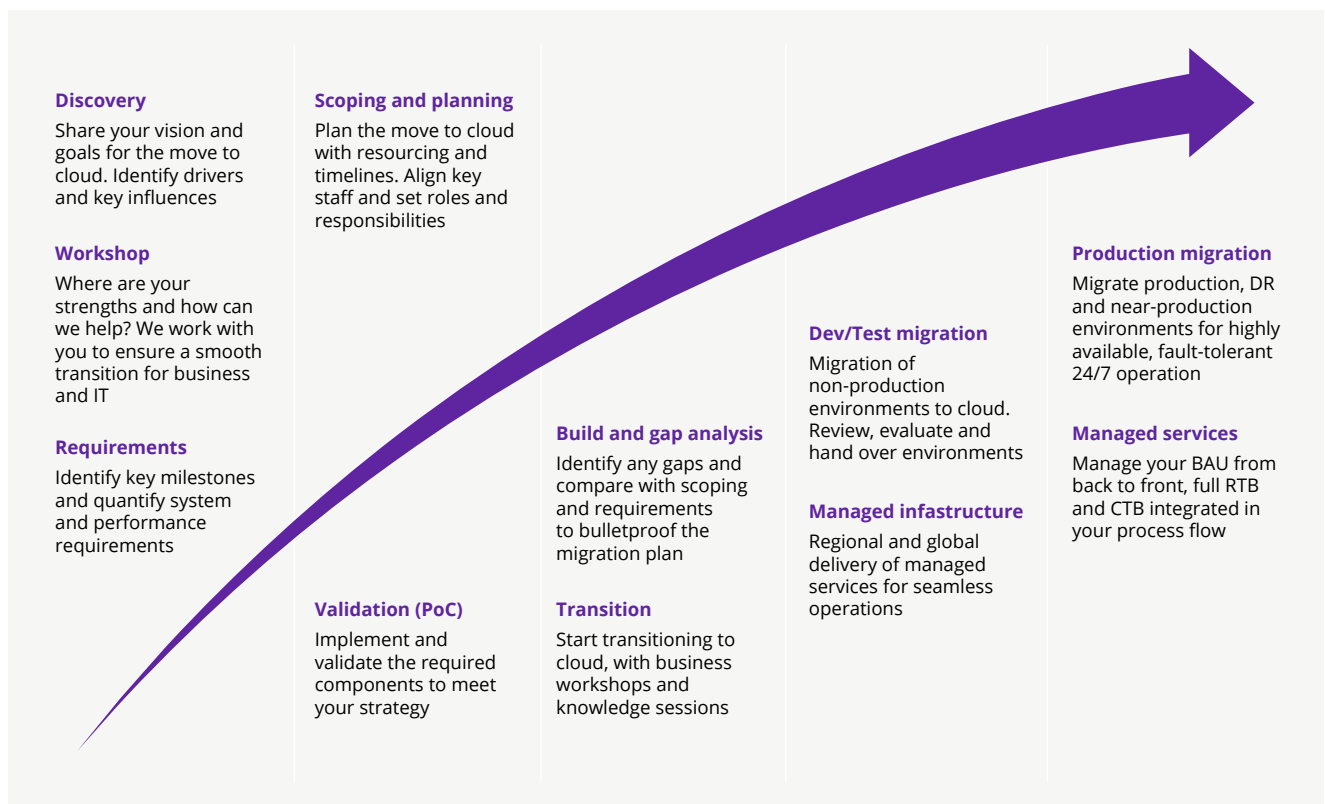 Discovery
Share your vision and
goals for the move to
cloud. Identify drivers
and key influences
Workshop
Where are your
strengths and how can
we help? We work with
you to ensure a smooth
transition for business
and IT
Requirements
Identify key milestones
and quantify system
and performance
requirements
Scoping and planning
Plan the move to cloud
with resourcing and
timelines. Align key
staff and set roles and
responsibilities
Validation (PoC)
Implement and
validate the required
components to meet
your strategy
Build and gap analysis
Identify any gaps and
compare with scoping
and requirements
to bulletproof the
migration plan
Transition
Start transitioning to
cloud, with business
workshops and
knowledge sessions
Dev/Test migration
Migration of
non-production
environments to cloud.
Review, evaluate and
hand over environments
Managed infastructure
Regional and global
delivery of managed
services for seamless
operations
Production migration
Migrate production, DR
and near-production
environments for highly
available, fault-tolerant
24/7 operation
Managed services
Manage your BAU from
back to front, full RTB
and CTB integrated in
your process flow